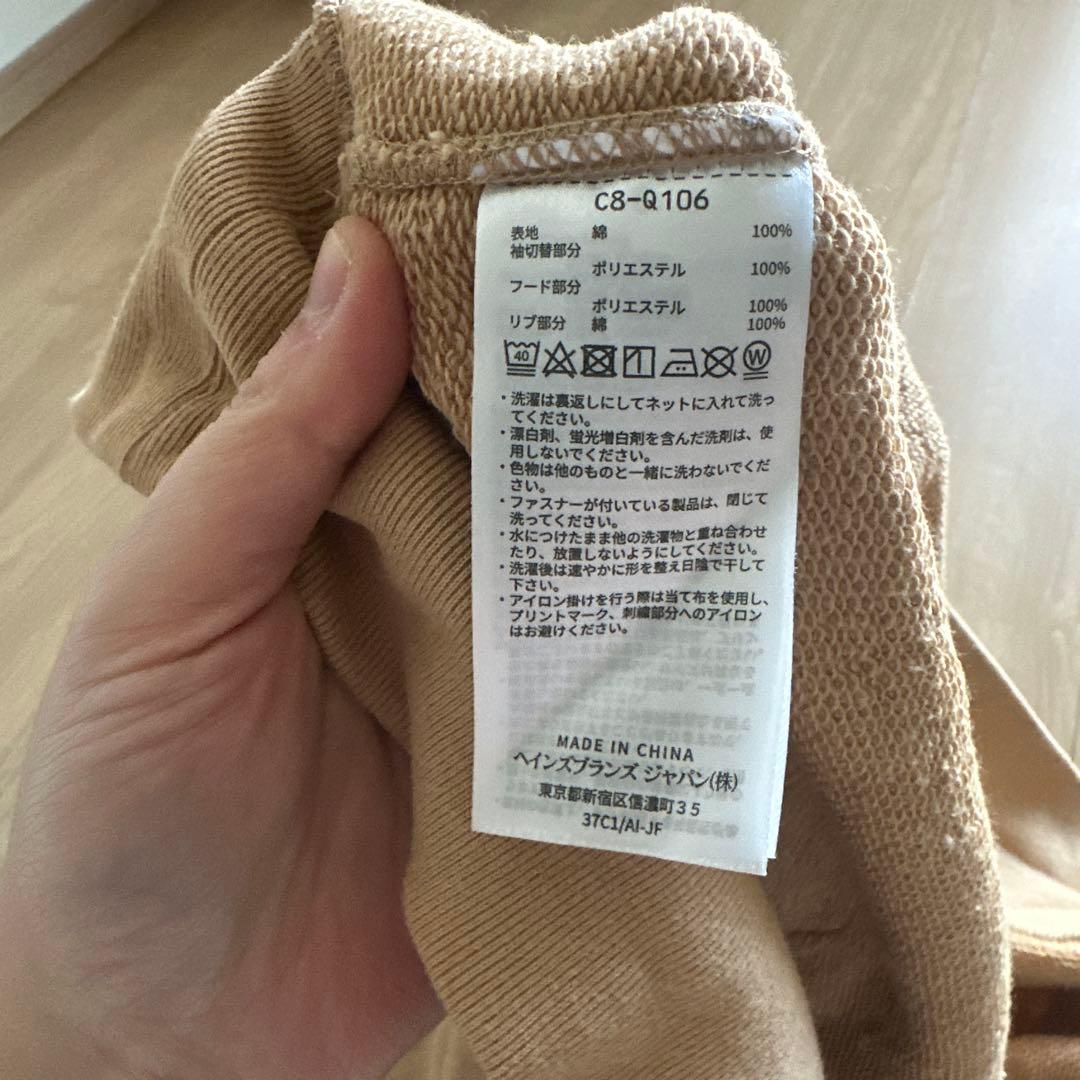 C8-Q106
表地 綿 100%
袖切替部分
ポリエステル 100%
フード部分
ポリエステル 100%
リブ部分 綿 100%
40
W
・洗濯は裏返しにしてネットに入れて洗っ
てください。
・漂白剤、蛍光増白剤を含んだ洗剤は、使
用しないでください。
・色物は他のものと一緒に洗わないでくだ
さい。
・ファスナーが付いている製品は、閉じて
洗ってください。
・水につけたまま他の洗濯物と重ね合わせ
たり、放置しないようにしてください。
・洗濯後は速やかに形を整え日陰で干して
下さい。
・アイロン掛けを行う際は当て布を使用し、
プリントマーク、刺繍部分へのアイロン
はお避けください。
MADE IN CHINA
ヘインズブランズ ジャパン(株)
東京都新宿区信濃町35
37C1/AI-JF